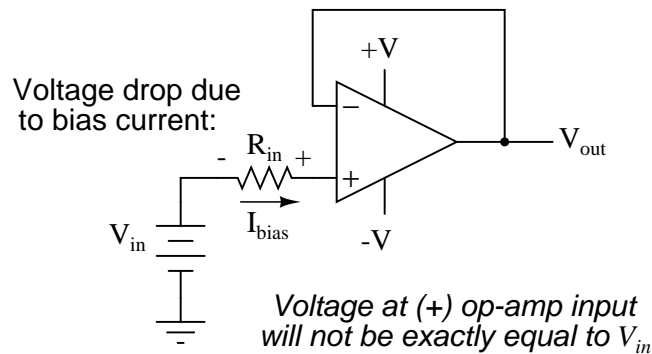 +V
Voltage drop due
to bias current:
−
R_in
- +
V_out
+
I_bias
V_in
-V
Voltage at (+) op-amp input
will not be exactly equal to V_in